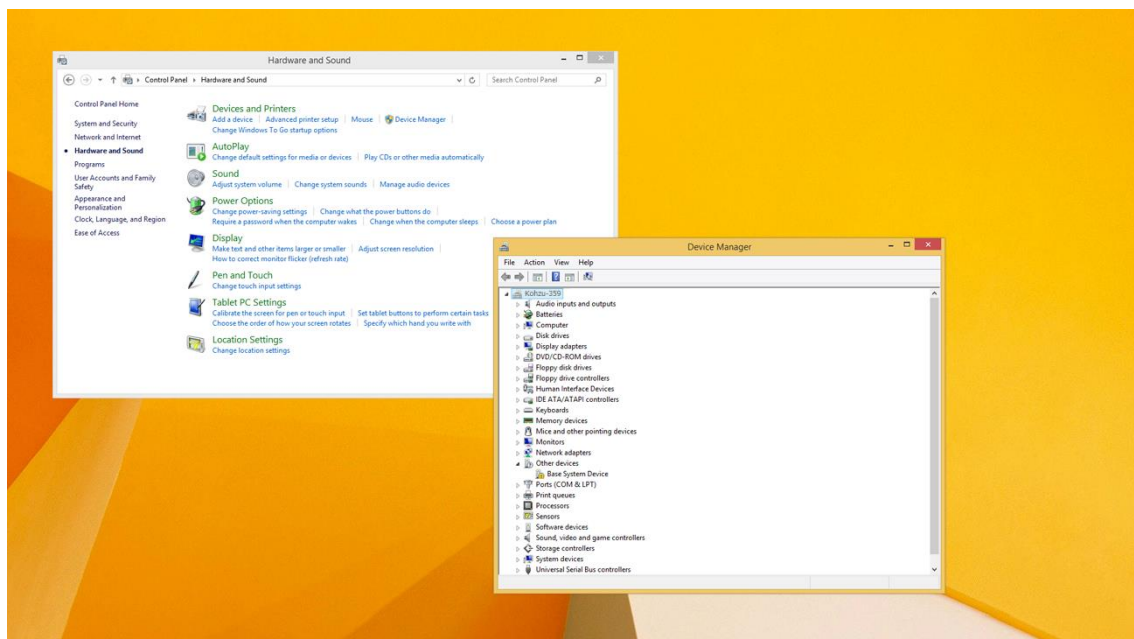 Hardware and Sound
Control Panel › Hardware and Sound
Search Control Panel
Control Panel Home
System and Security
Network and Internet
Hardware and Sound
Programs
User Accounts and Family
Safety
Appearance and
Personalization
Clock, Language, and Region
Ease of Access
Devices and Printers
Add a device | Advanced printer setup | Mouse | Device Manager |
Change Windows To Go startup options
AutoPlay
Change default settings for media or devices | Play CDs or other media automatically
Sound
Adjust system volume | Change system sounds | Manage audio devices
Power Options
Change power-saving settings | Change what the power buttons do |
Require a password when the computer wakes | Change when the computer sleeps | Choose a power plan
Display
Make text and other items larger or smaller | Adjust screen resolution |
How to correct monitor flicker (refresh rate)
Pen and Touch
Change touch input settings
Tablet PC Settings
Calibrate the screen for pen or touch input | Set tablet buttons to perform certain tasks
Choose the order of how your screen rotates | Specify which hand you write with
Location Settings
Change location settings
Device Manager
File Action View Help
Kohzu-359
Audio inputs and outputs
Batteries
Computer
Disk drives
Display adapters
DVD/CD-ROM drives
Floppy disk drives
Floppy drive controllers
Human Interface Devices
IDE ATA/ATAPI controllers
Keyboards
Memory devices
Mice and other pointing devices
Monitors
Network adapters
Other devices
Base System Device
Ports (COM & LPT)
Print queues
Processors
Sensors
Software devices
Sound, video and game controllers
Storage controllers
System devices
Universal Serial Bus controllers